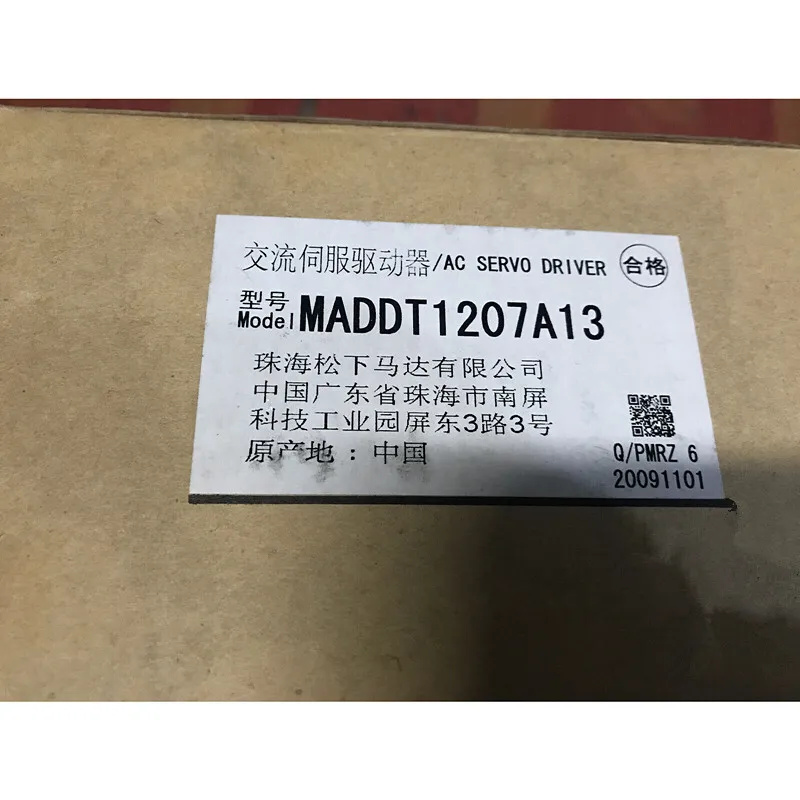 交流伺服驱动器/AC SERVO DRIVER 合格
型号
Model MADDT1207A13
珠海松下马达有限公司
中国广东省珠海市南屏
科技工业园屏东3路3号
原产地：中国
Q/PMRZ 6
20091101